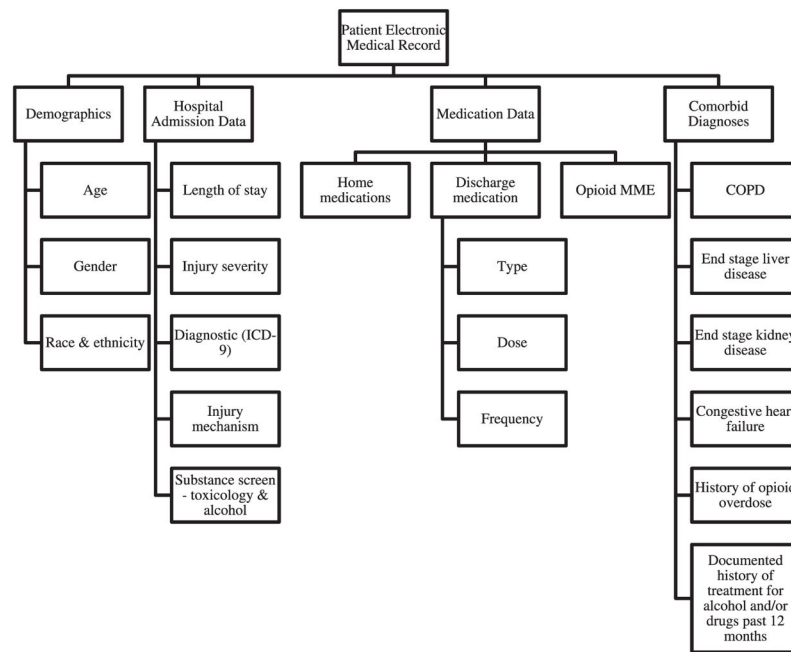 Patient Electronic
Medical Record
Demographics
Hospital
Admission Data
Medication Data
Comorbid
Diagnoses
Age
Gender
Race & ethnicity
Length of stay
Injury severity
Diagnostic (ICD-
9)
Injury
mechanism
Substance screen
- toxicology &
alcohol
Home
medications
Discharge
medication
Opioid MME
Type
Dose
Frequency
COPD
End stage liver
disease
End stage kidney
disease
Congestive heart
failure
History of opioid
overdose
Documented
history of
treatment for
alcohol and/or
drugs past 12
months